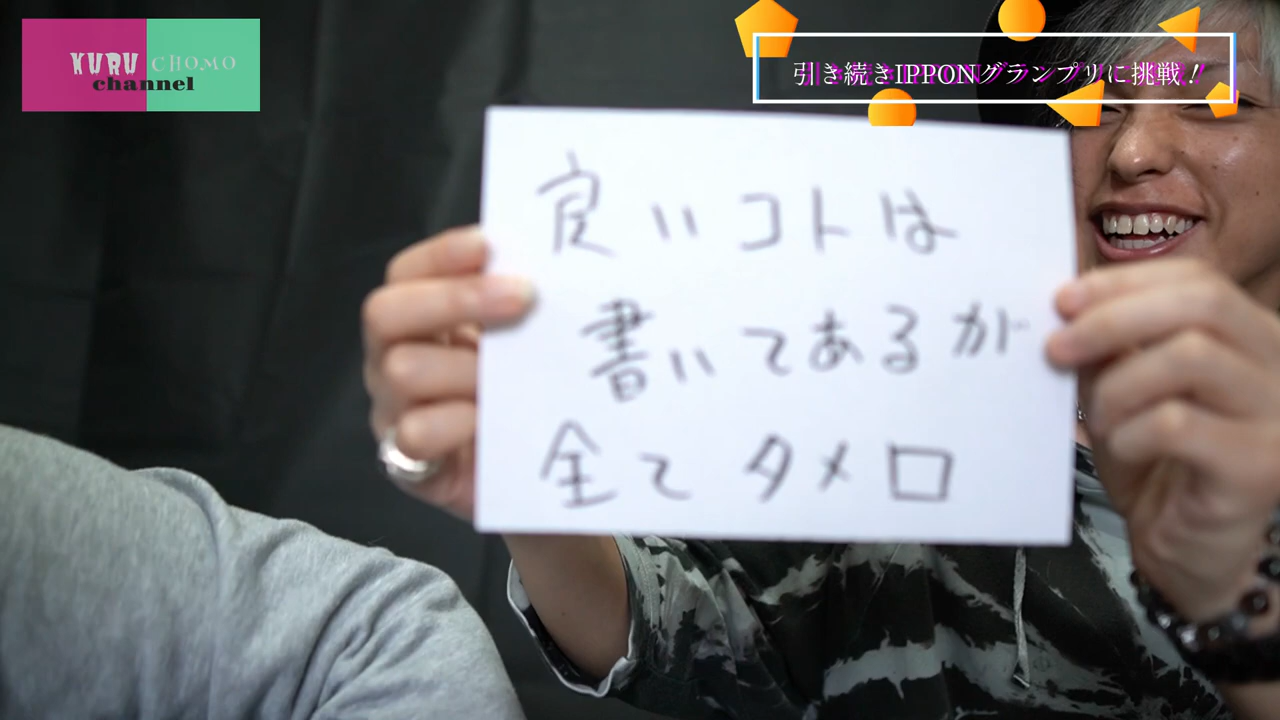 YURU CHOMO
channel
引き続きIPPONグランプリに挑戦！
良いコトは
書いてあるが
全てタメ口